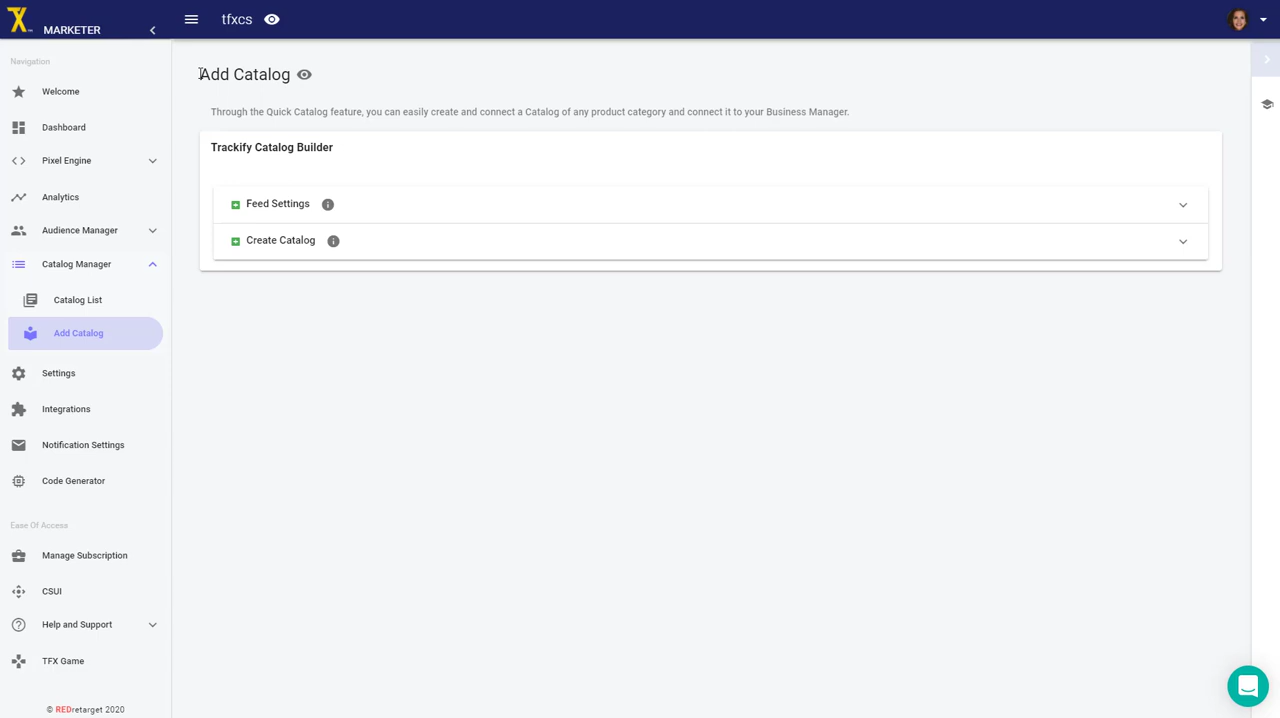 MARKETER
tfxcs
Navigation
Welcome
Dashboard
Pixel Engine
Analytics
Audience Manager
Catalog Manager
Catalog List
Add Catalog
Settings
Integrations
Notification Settings
Code Generator
Ease Of Access
Manage Subscription
CSUI
Help and Support
TFX Game
© REDretarget 2020
Add Catalog
Through the Quick Catalog feature, you can easily create and connect a Catalog of any product category and connect it to your Business Manager.
Trackify Catalog Builder
Feed Settings
Create Catalog